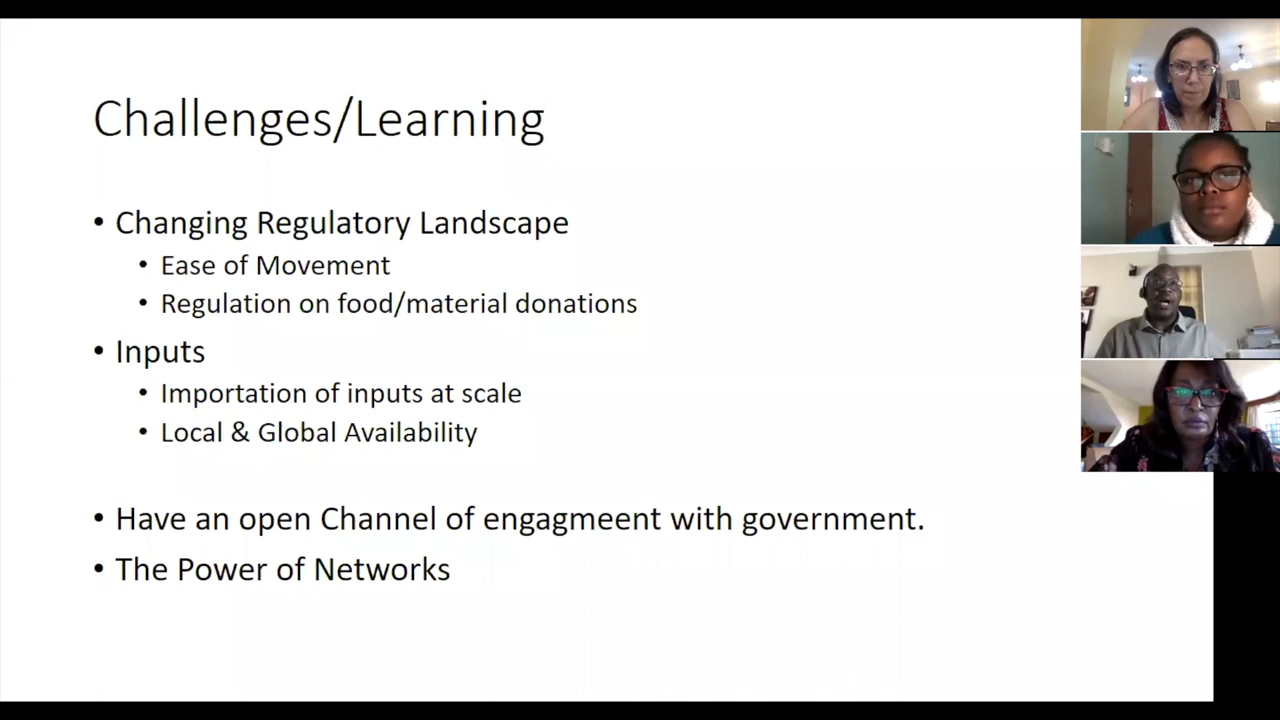 Challenges/Learning
• Changing Regulatory Landscape
• Ease of Movement
• Regulation on food/material donations
• Inputs
• Importation of inputs at scale
• Local & Global Availability
• Have an open Channel of engagmeent with government.
• The Power of Networks